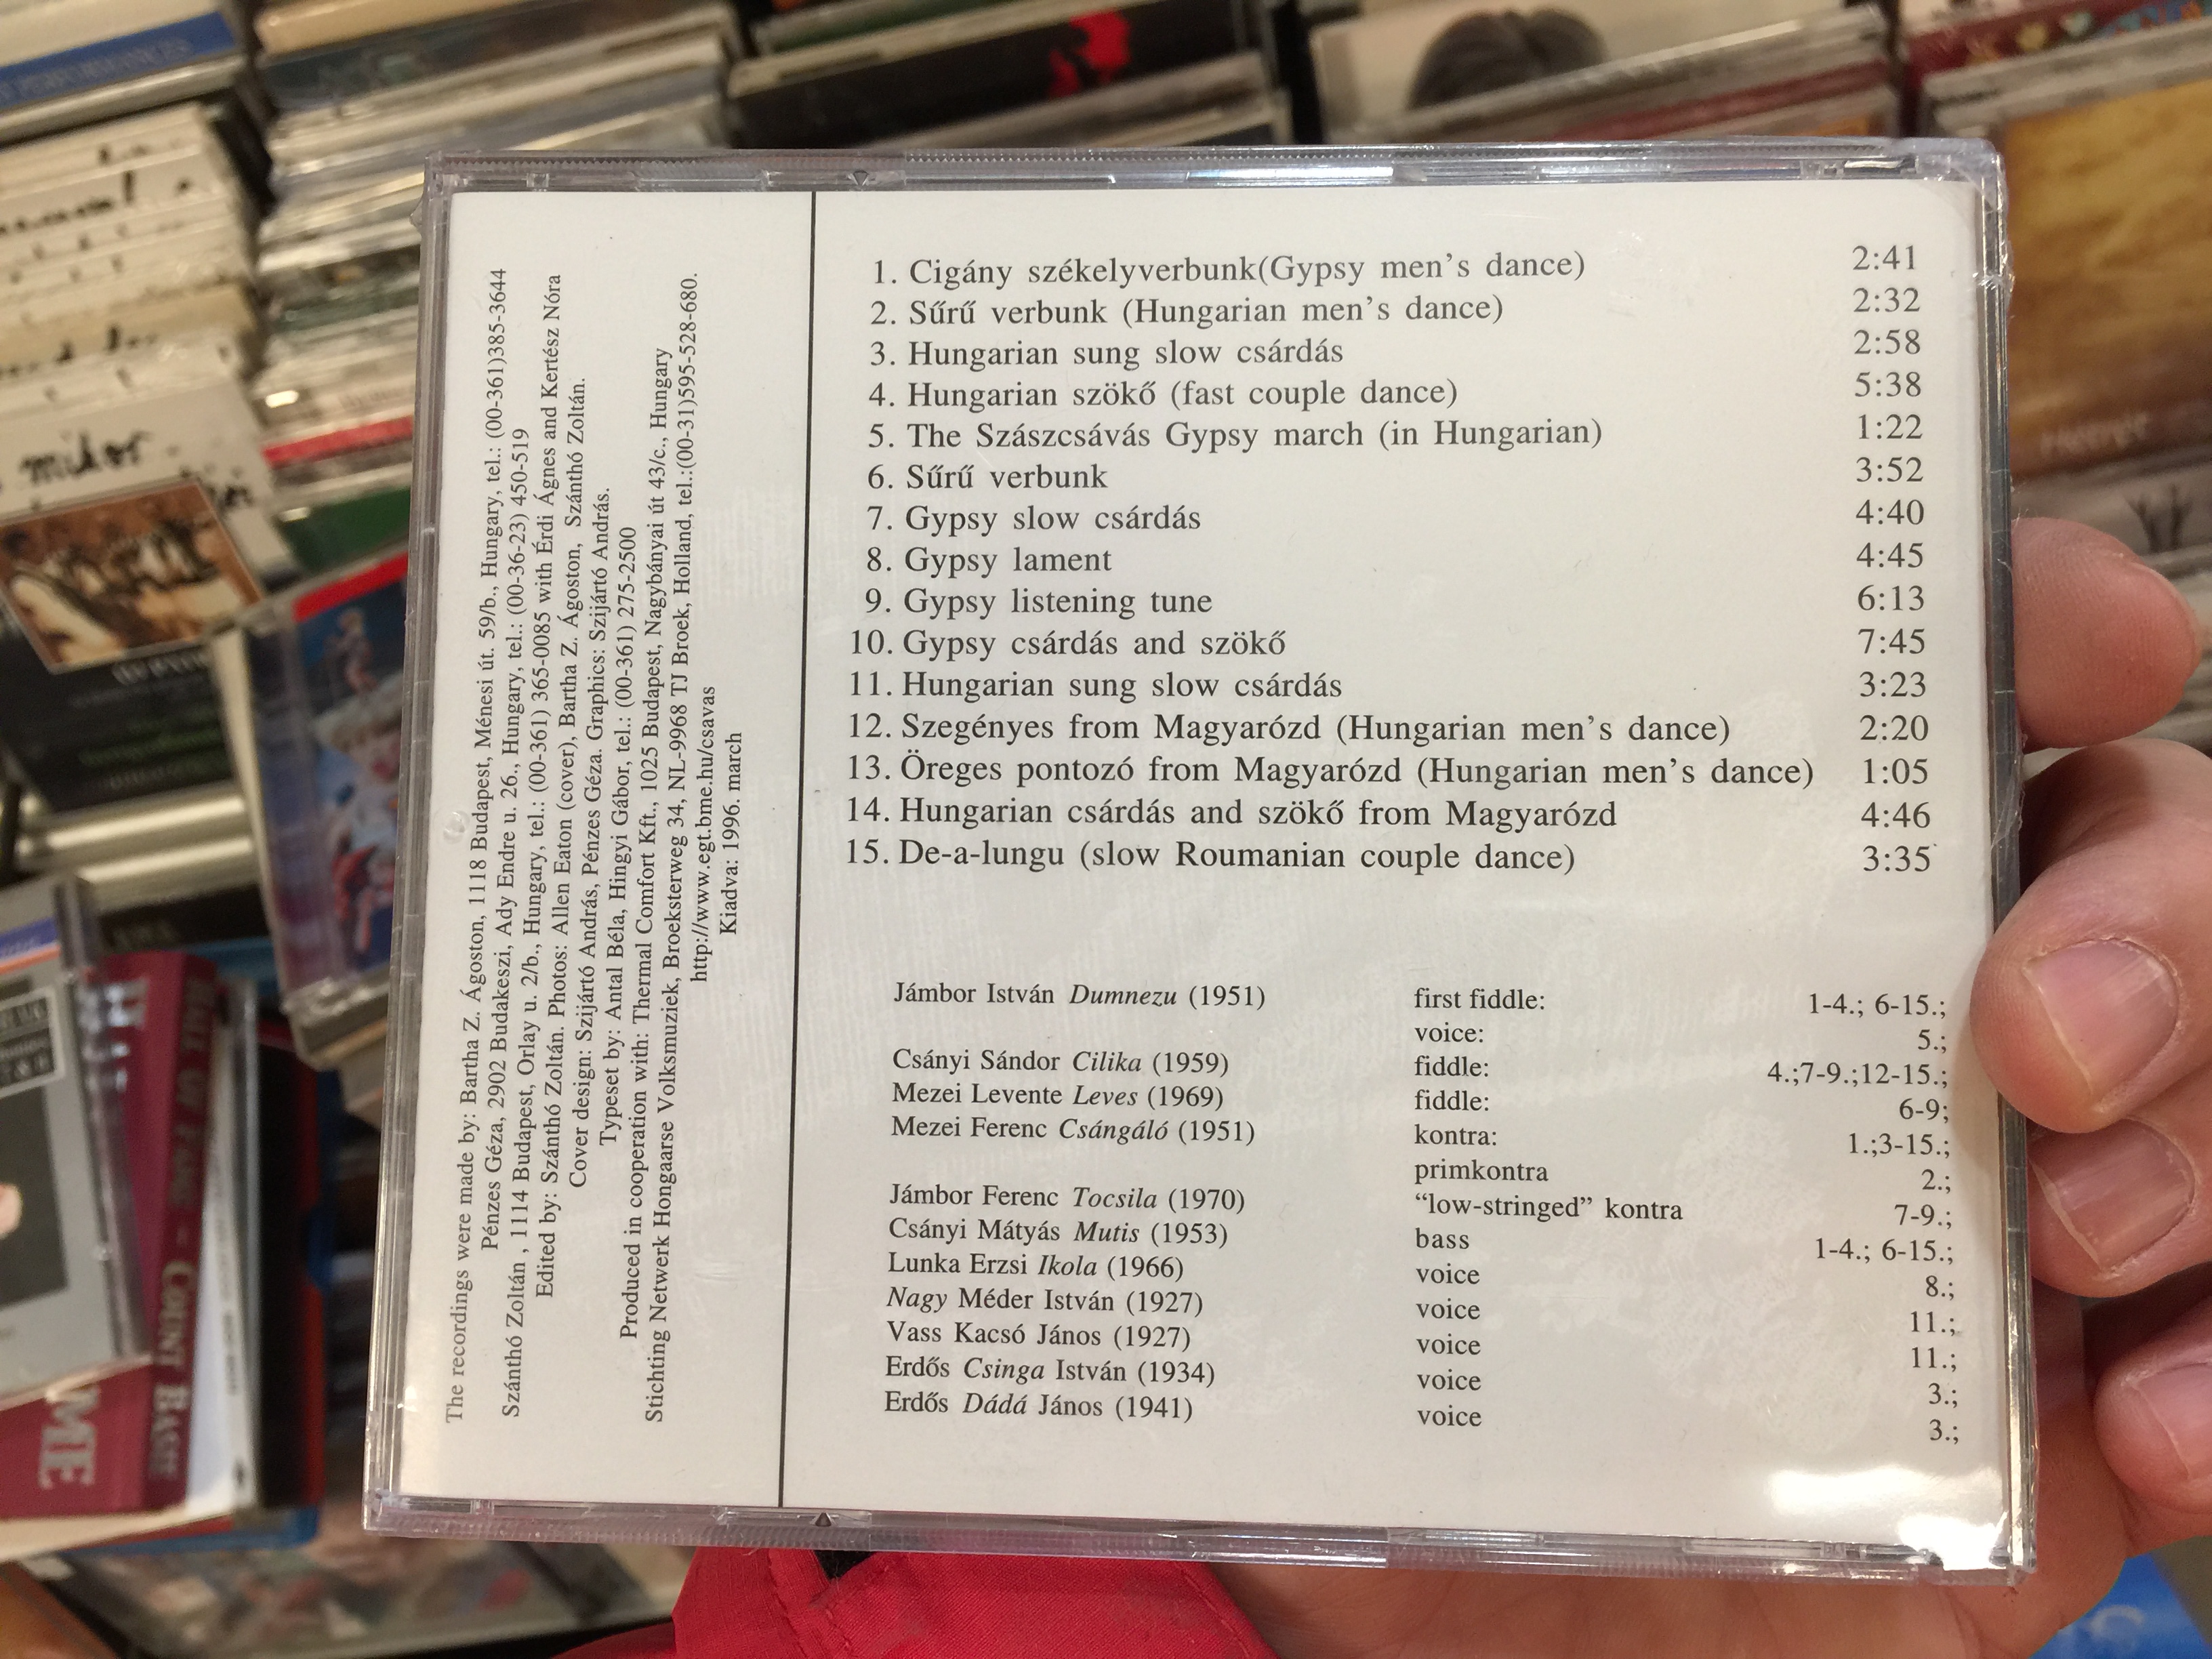 1. Cigány székelyverbunk(Gypsy men's dance) 2:41
2. Sűrű verbunk (Hungarian men's dance) 2:32
3. Hungarian sung slow csárdás 2:58
4. Hungarian szökő (fast couple dance) 5:38
5. The Szászcsávás Gypsy march (in Hungarian) 1:22
6. Sűrű verbunk 3:52
7. Gypsy slow csárdás 4:40
8. Gypsy lament 4:45
9. Gypsy listening tune 6:13
10. Gypsy csárdás and szökő 7:45
11. Hungarian sung slow csárdás 3:23
12. Szegényes from Magyarózd (Hungarian men's dance) 2:20
13. Öreges pontozó from Magyarózd (Hungarian men's dance) 1:05
14. Hungarian csárdás and szökő from Magyarózd 4:46
15. De-a-lungu (slow Roumanian couple dance) 3:35
Jámbor István Dumnezu (1951) first fiddle: 1-4.; 6-15.;
voice: 5.;
Csányi Sándor Cilika (1959) fiddle: 4.;7-9.;12-15.;
Mezei Levente Leves (1969) fiddle: 6-9;
Mezei Ferenc Csángáló (1951) kontra: 1.;3-15.;
primkontra 2.;
Jámbor Ferenc Tocsila (1970) "low-stringed" kontra 7-9.;
Csányi Mátyás Mutis (1953) bass 1-4.; 6-15.;
Lunka Erzsi Ikola (1966) voice 8.;
Nagy Méder István (1927) voice 11.;
Vass Kacsó János (1927) voice 11.;
Erdős Csinga István (1934) voice 3.;
Erdős Dádá János (1941) voice 3.;
The recordings were made by: Bartha Z. Ágoston, 1118 Budapest, Ménesi út. 59/b., Hungary, tel.: (00-361)385-3644
Pénzes Géza, 2902 Budakeszi, Ady Endre u. 26., Hungary, tel.: (00-36-23) 450-519
Szánthó Zoltán , 1114 Budapest, Orlay u. 2/b., Hungary, tel.: (00-361) 365-0085 with Érdi Ágnes and Kertész Nóra
Edited by: Szánthó Zoltán. Photos: Allen Eaton (cover), Bartha Z. Ágoston, Szánthó Zoltán.
Cover design: Szijártó András, Pénzes Géza. Graphics: Szijártó András.
Typeset by: Antal Béla, Hingyi Gábor, tel.: (00-361) 275-2500
Produced in cooperation with: Thermal Comfort Kft., 1025 Budapest, Nagybányai út 43/c., Hungary
Stichting Netwerk Hongaarse Volksmuziek, Broeksterweg 34, NL-9968 TJ Broek, Holland, tel.:(00-31)595-528-680.
http://www.egt.bme.hu/csavas
Kiadva: 1996. march
mikor
COUNT BASIE